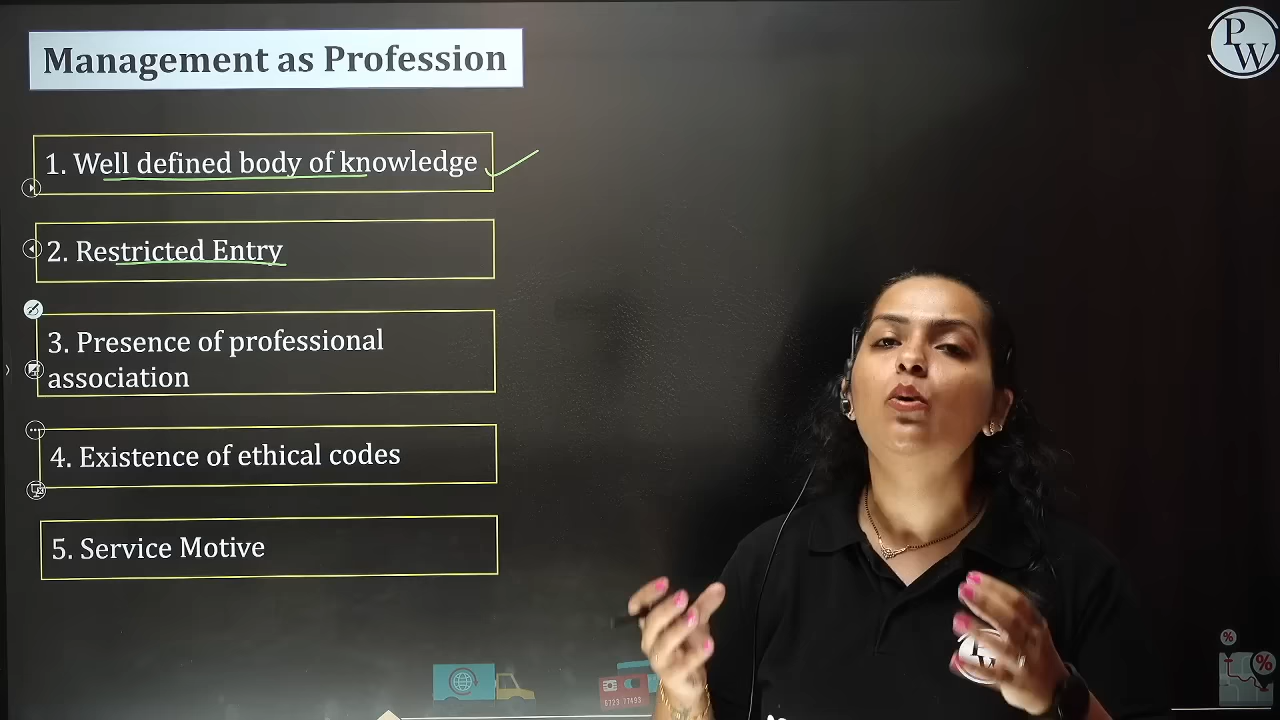 Management as Profession
PW
1. Well defined body of knowledge
2. Restricted Entry
3. Presence of professional
association
4. Existence of ethical codes
5. Service Motive
PW
%
%